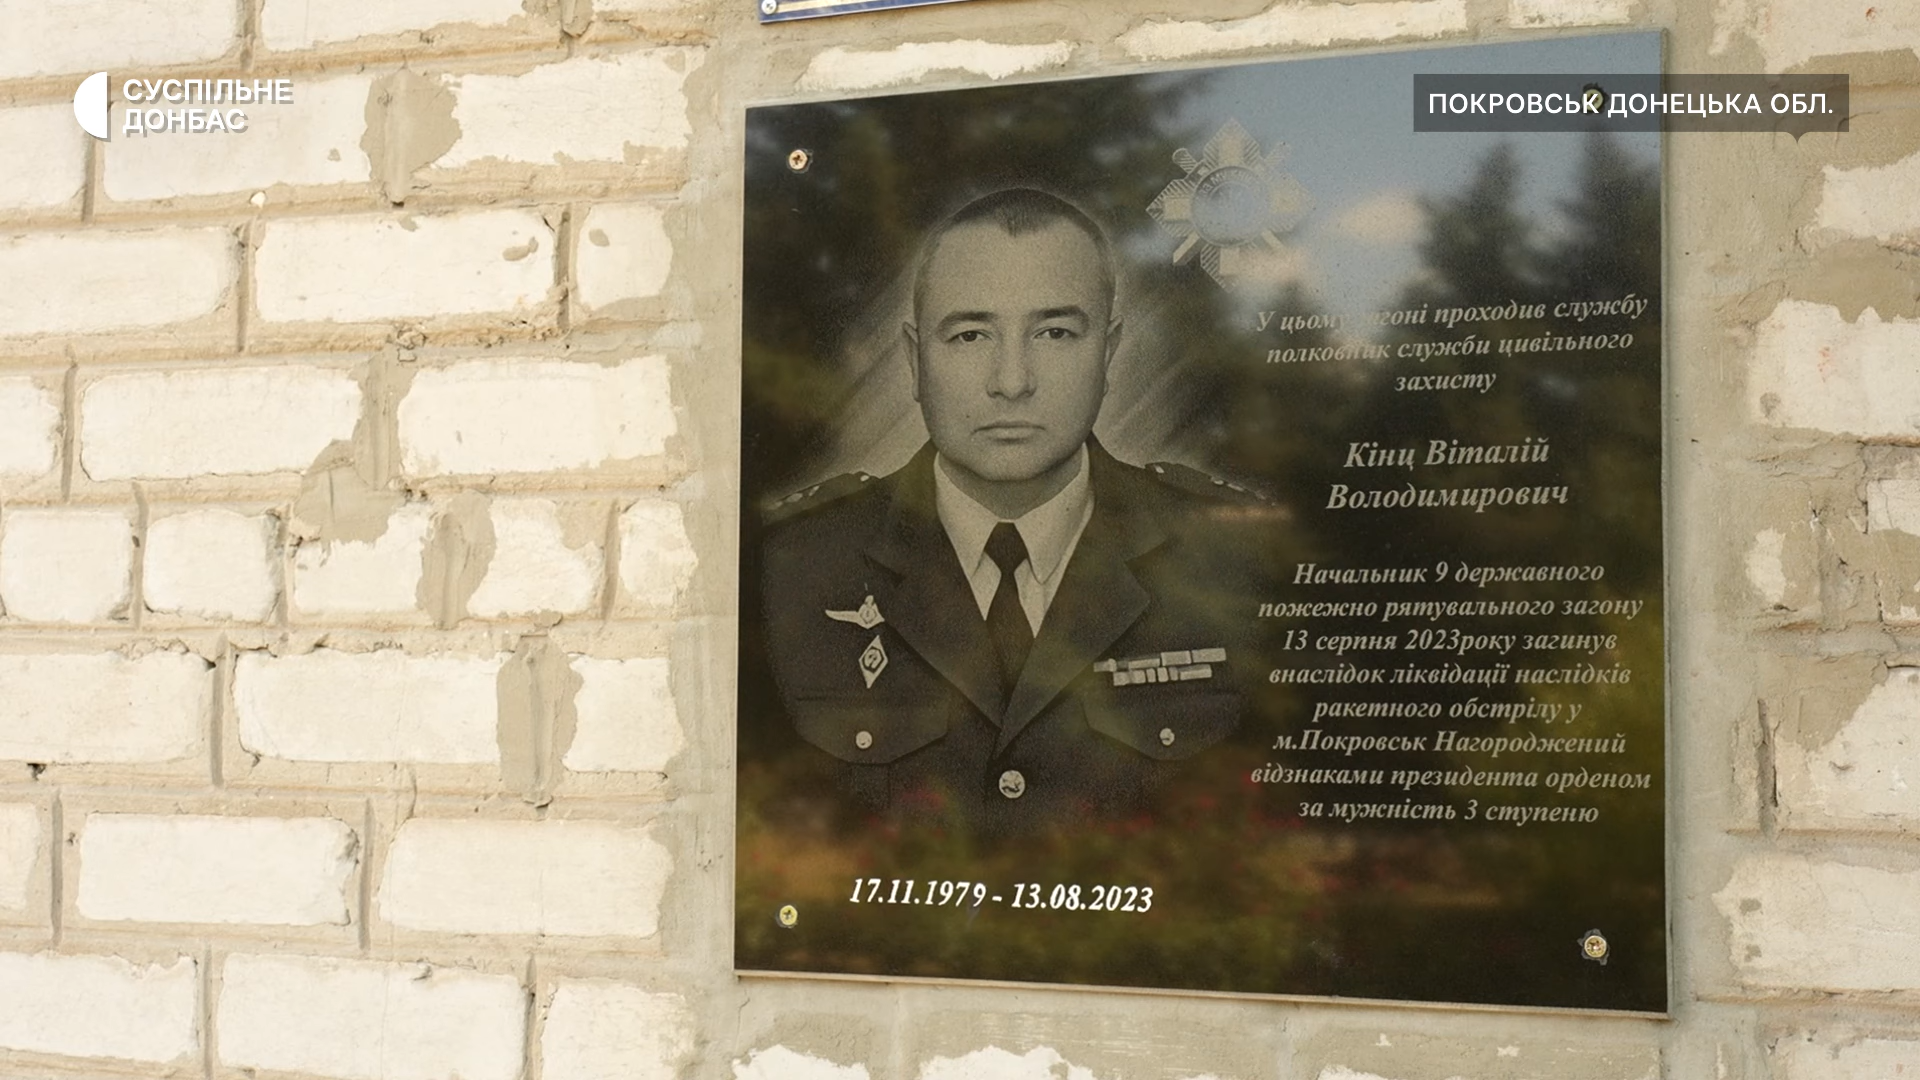 СУСПІЛЬНЕ
ДОНБАС
ПОКРОВСЬК ДОНЕЦЬКА ОБЛ.
У цьому загоні проходив службу
полковник служби цивільного
захисту
Кінц Віталій
Володимирович
Начальник 9 державного
пожежно рятувального загону
13 серпня 2023року загинув
внаслідок ліквідації наслідків
ракетного обстрілу у
м.Покровськ Нагороджений
відзнаками президента орденом
за мужність 3 ступеню
17.11.1979 - 13.08.2023